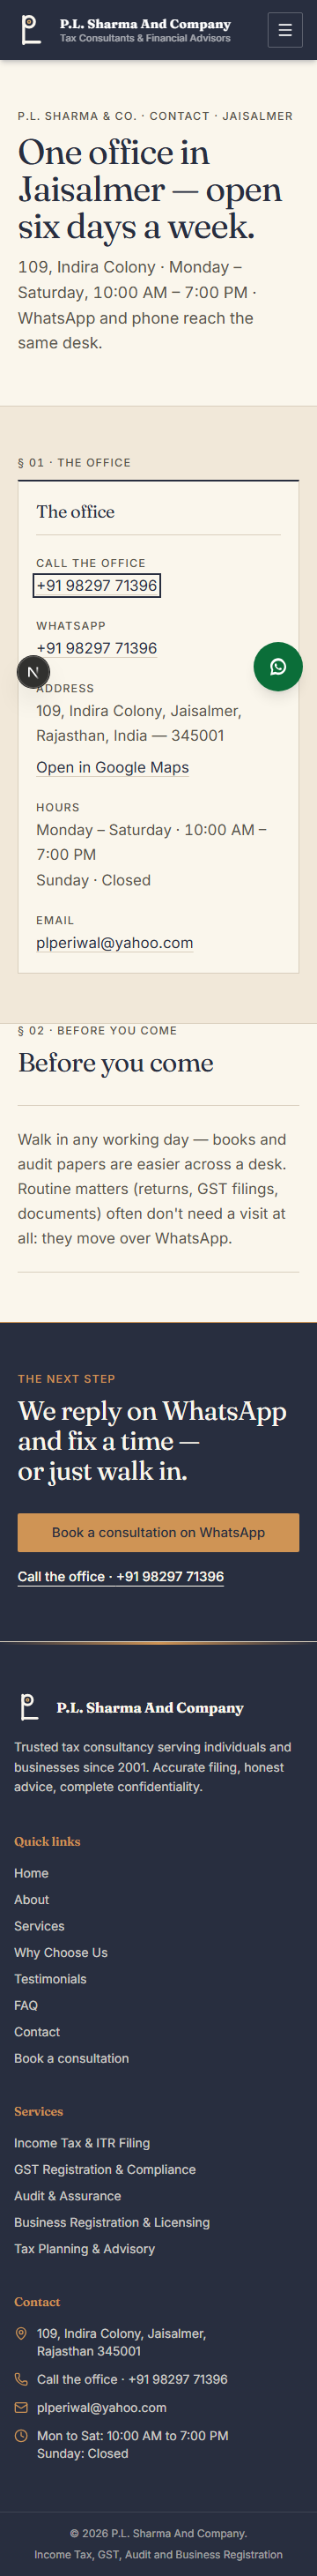 P.L. Sharma And Company
Tax Consultants & Financial Advisors
P.L. SHARMA & CO. · CONTACT · JAISALMER
One office in
Jaisalmer — open
six days a week.
109, Indira Colony · Monday –
Saturday, 10:00 AM – 7:00 PM ·
WhatsApp and phone reach the
same desk.
§ 01 · THE OFFICE
The office
CALL THE OFFICE
+91 98297 71396
WHATSAPP
+91 98297 71396
N
ADDRESS
109, Indira Colony, Jaisalmer,
Rajasthan, India — 345001
Open in Google Maps
HOURS
Monday – Saturday · 10:00 AM –
7:00 PM
Sunday · Closed
EMAIL
plperiwal@yahoo.com
§ 02 · BEFORE YOU COME
Before you come
Walk in any working day — books and
audit papers are easier across a desk.
Routine matters (returns, GST filings,
documents) often don't need a visit at
all: they move over WhatsApp.
THE NEXT STEP
We reply on WhatsApp
and fix a time —
or just walk in.
Book a consultation on WhatsApp
Call the office · +91 98297 71396
P.L. Sharma And Company
Trusted tax consultancy serving individuals and
businesses since 2001. Accurate filing, honest
advice, complete confidentiality.
Quick links
Home
About
Services
Why Choose Us
Testimonials
FAQ
Contact
Book a consultation
Services
Income Tax & ITR Filing
GST Registration & Compliance
Audit & Assurance
Business Registration & Licensing
Tax Planning & Advisory
Contact
109, Indira Colony, Jaisalmer,
Rajasthan 345001
Call the office · +91 98297 71396
plperiwal@yahoo.com
Mon to Sat: 10:00 AM to 7:00 PM
Sunday: Closed
© 2026 P.L. Sharma And Company.
Income Tax, GST, Audit and Business Registration